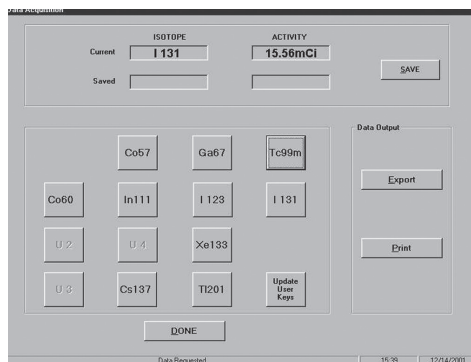 Data Acquisition
ISOTOPE ACTIVITY
Current I 131 15.56mCi
SAVE
Saved
Data Output
Co57 Ga67 Tc99m
Export
Co60 In111 I 123 I 131
U 2 U 4 Xe133
Print
U 3 Cs137 Tl201 Update
User
Keys
DONE
Data Requested 15:39 12/14/2001